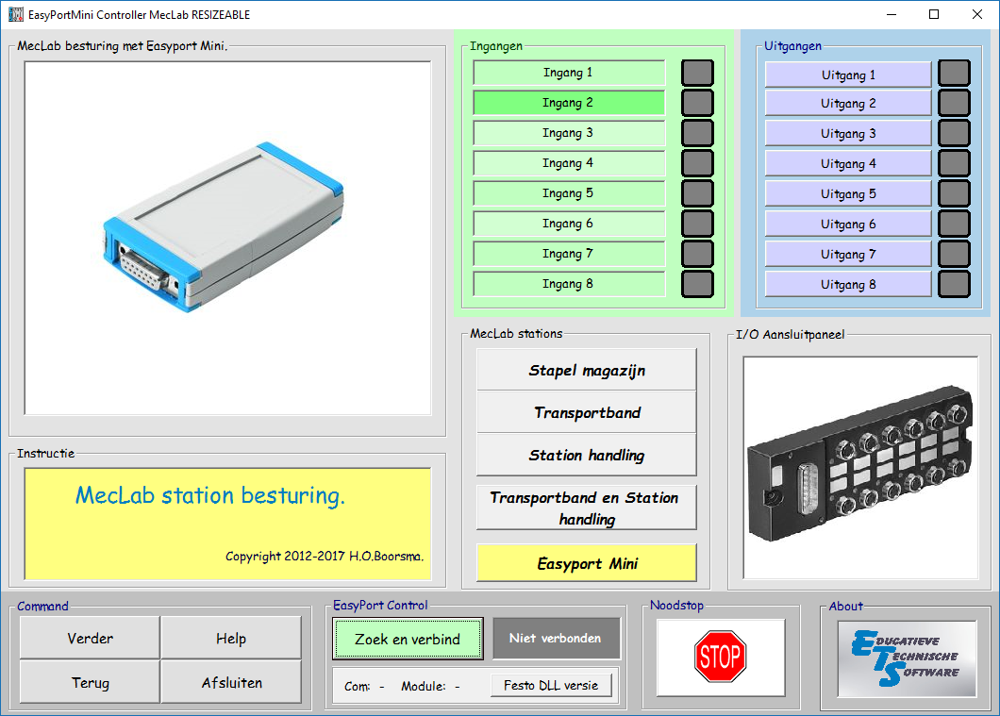 EasyPortMini Controller MecLab RESIZEABLE
MecLab besturing met Easyport Mini.
Ingangen
Ingang 1
Ingang 2
Ingang 3
Ingang 4
Ingang 5
Ingang 6
Ingang 7
Ingang 8
Uitgangen
Uitgang 1
Uitgang 2
Uitgang 3
Uitgang 4
Uitgang 5
Uitgang 6
Uitgang 7
Uitgang 8
MecLab stations
Stapel magazijn
Transportband
Station handling
Transportband en Station
handling
Easyport Mini
I/O Aansluitpaneel
Instructie
MecLab station besturing.
Copyright 2012-2017 H.O.Boorsma.
Command
Verder
Help
Terug
Afsluiten
EasyPort Control
Zoek en verbind
Niet verbonden
Com: -
Module: -
Festo DLL versie
Noodstop
STOP
About
EDUCATIEVE
TECHNISCHE
SOFTWARE